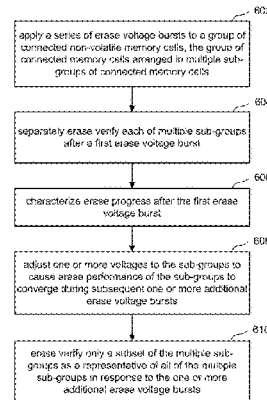 602
apply a series of erase voltage bursts to a group of
connected non-volatile memory cells, the group of
connected memory cells arranged in multiple sub-
groups of connected memory cells
604
separately erase verify each of multiple sub-groups
after a first erase voltage burst
606
characterize erase progress after the first erase
voltage burst
608
adjust one or more voltages to the sub-groups to
cause erase performance of the sub-groups to
converge during subsequent one or more additional
erase voltage bursts
610
erase verify only a subset of the multiple sub-
groups as a representative of all of the multiple
sub-groups in response to the one or more
additional erase voltage bursts